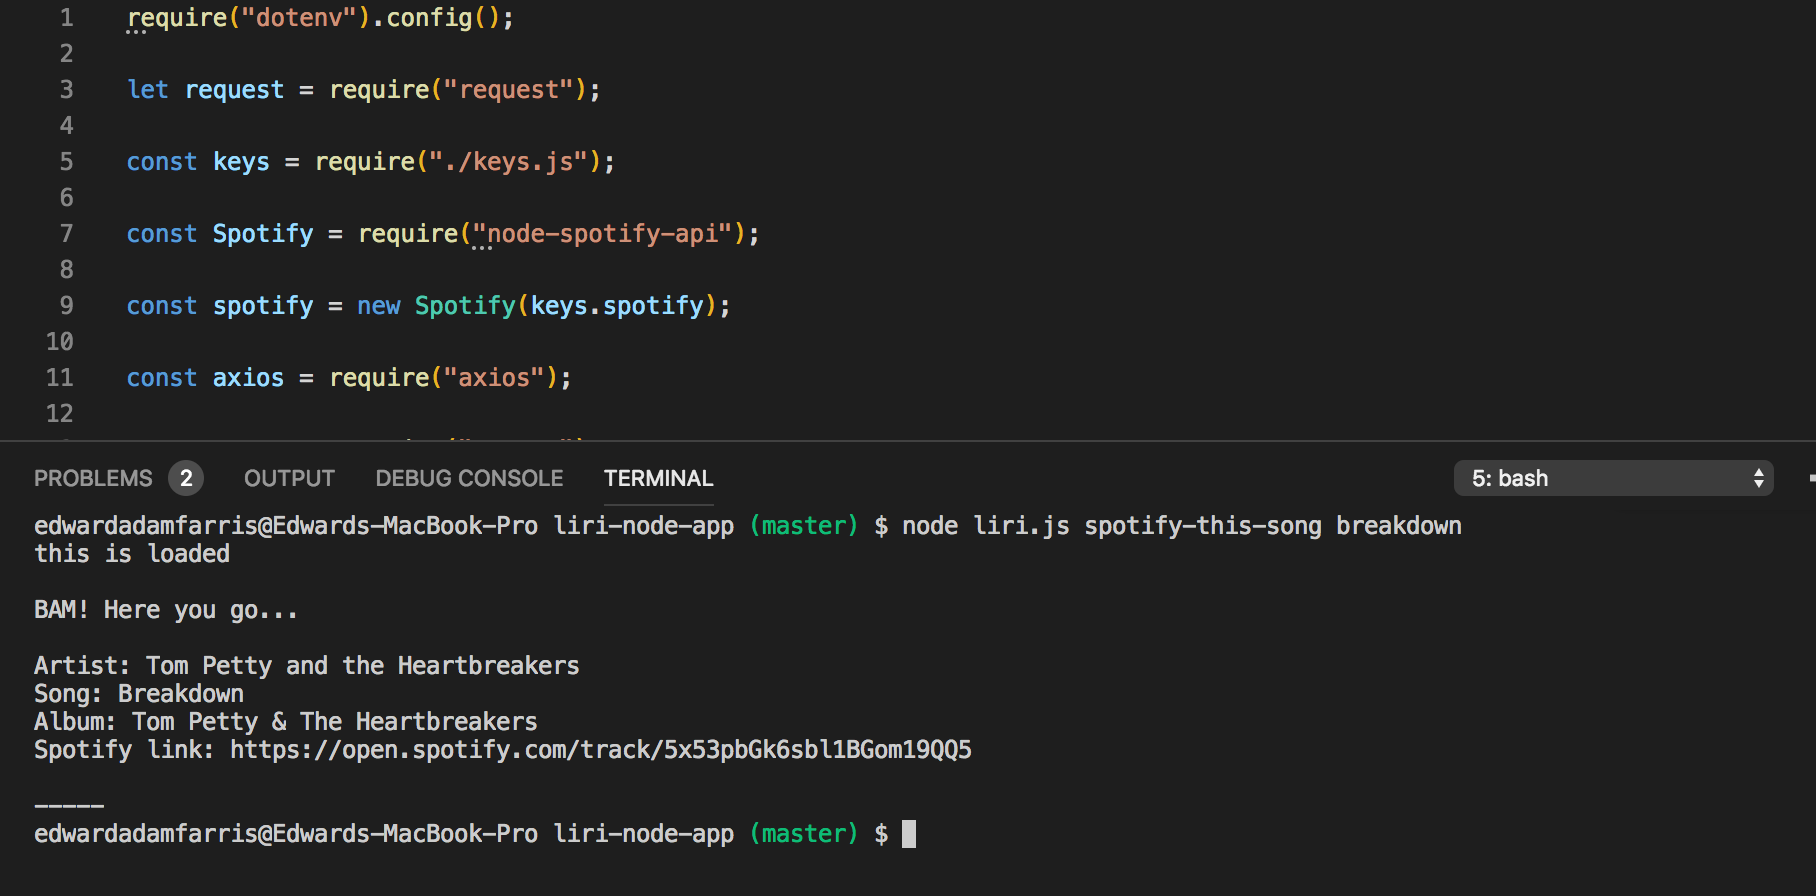 1 require("dotenv").config();
2
3 let request = require("request");
4
5 const keys = require("./keys.js");
6
7 const Spotify = require("node-spotify-api");
8
9 const spotify = new Spotify(keys.spotify);
10
11 const axios = require("axios");
12
PROBLEMS 2 OUTPUT DEBUG CONSOLE TERMINAL 5: bash
edwardadamfarris@Edwards-MacBook-Pro liri-node-app (master) $ node liri.js spotify-this-song breakdown
this is loaded
BAM! Here you go...
Artist: Tom Petty and the Heartbreakers
Song: Breakdown
Album: Tom Petty & The Heartbreakers
Spotify link: https://open.spotify.com/track/5x53pbGk6sbl1BGom19QQ5
_____
edwardadamfarris@Edwards-MacBook-Pro liri-node-app (master) $